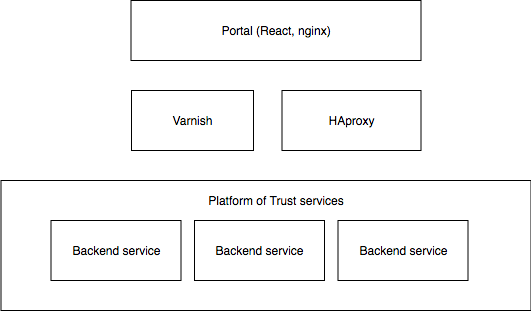 Portal (React, nginx)
Varnish
HAproxy
Platform of Trust services
Backend service
Backend service
Backend service